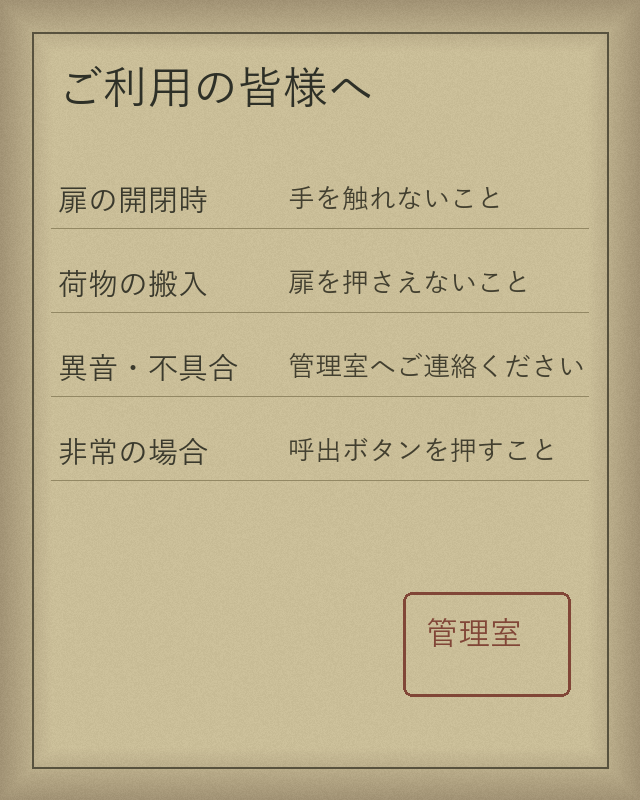 ご利用の皆様へ
扉の開閉時 手を触れないこと
荷物の搬入 扉を押さえないこと
異音・不具合 管理室へご連絡ください
非常の場合 呼出ボタンを押すこと
管理室